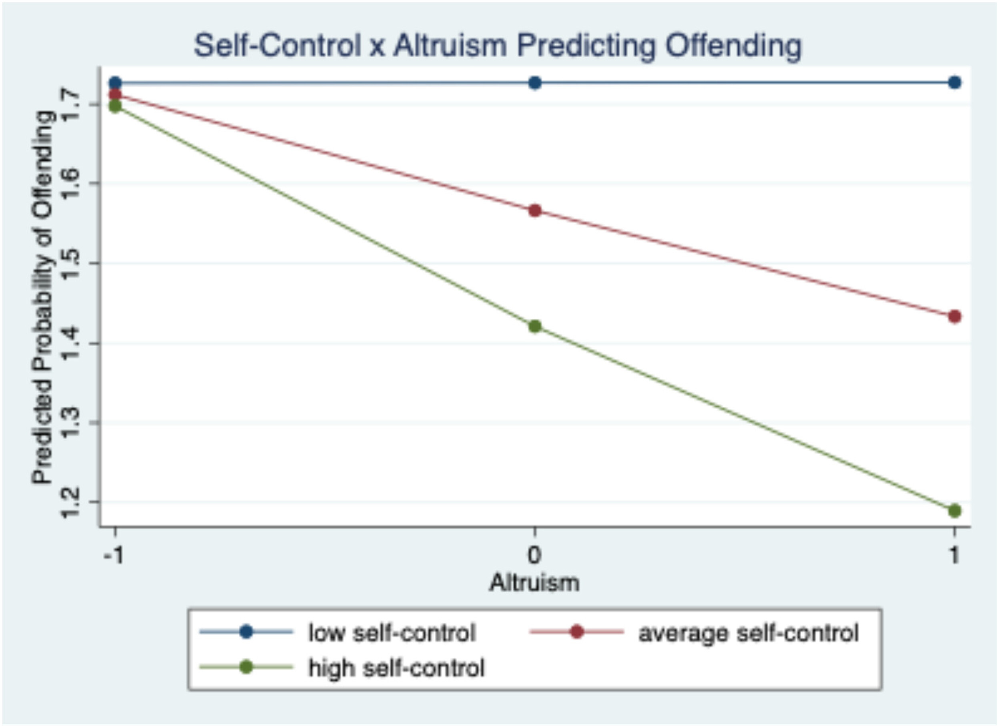 Self-Control x Altruism Predicting Offending
Predicted Probability of Offending
1.7
1.6
1.5
1.4
1.3
1.2
-1 0 1
Altruism
low self-control average self-control
high self-control